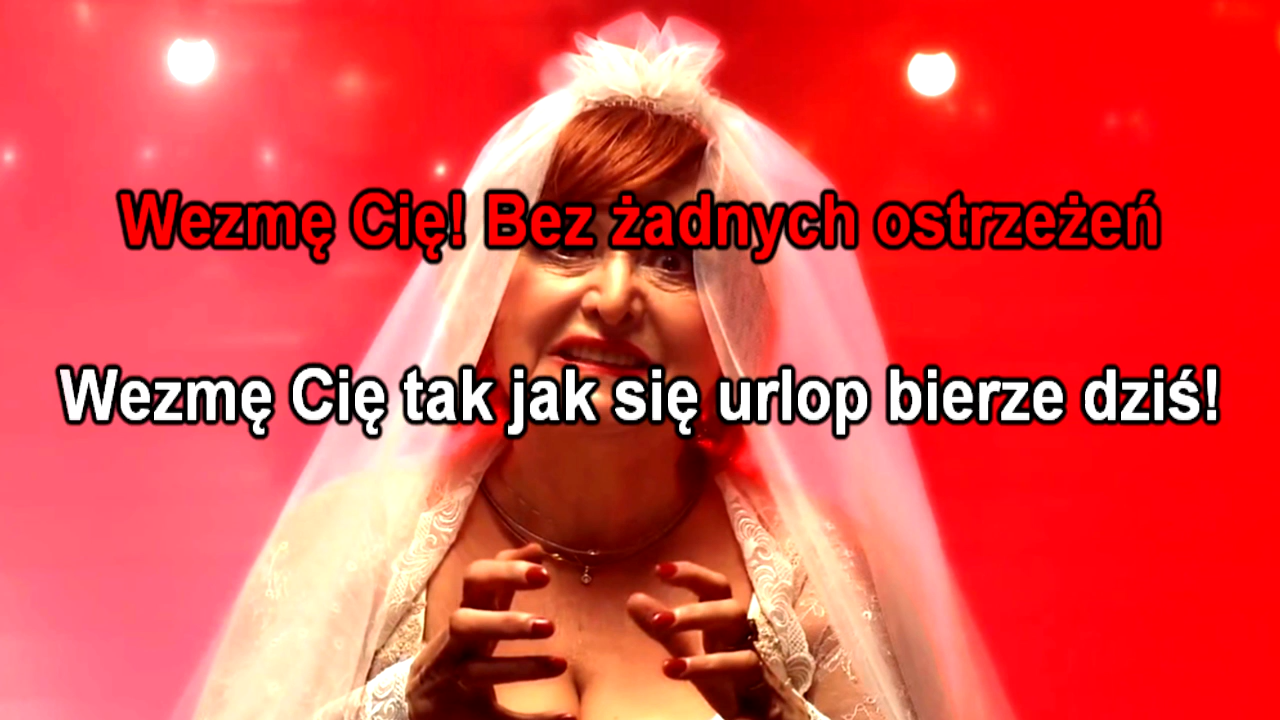 Wezmę Cię! Bez żadnych ostrzeżeń
Wezmę Cię tak jak się urlop bierze dziś!